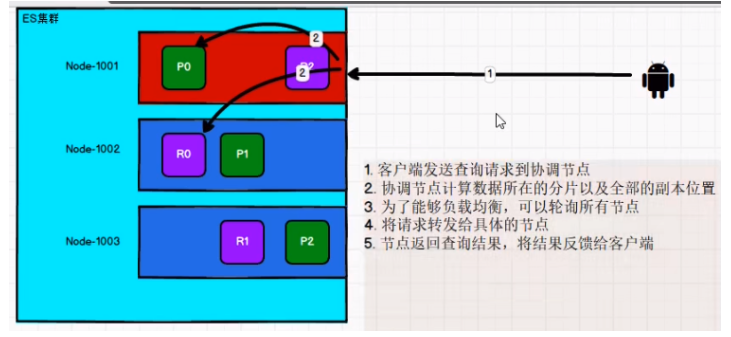 ES集群
Node-1001
P0
2
2
1
Node-1002
R0
P1
Node-1003
R1
P2
1. 客户端发送查询请求到协调节点
2. 协调节点计算数据所在的分片以及全部的副本位置
3. 为了能够负载均衡，可以轮询所有节点
4. 将请求转发给具体的节点
5. 节点返回查询结果，将结果反馈给客户端